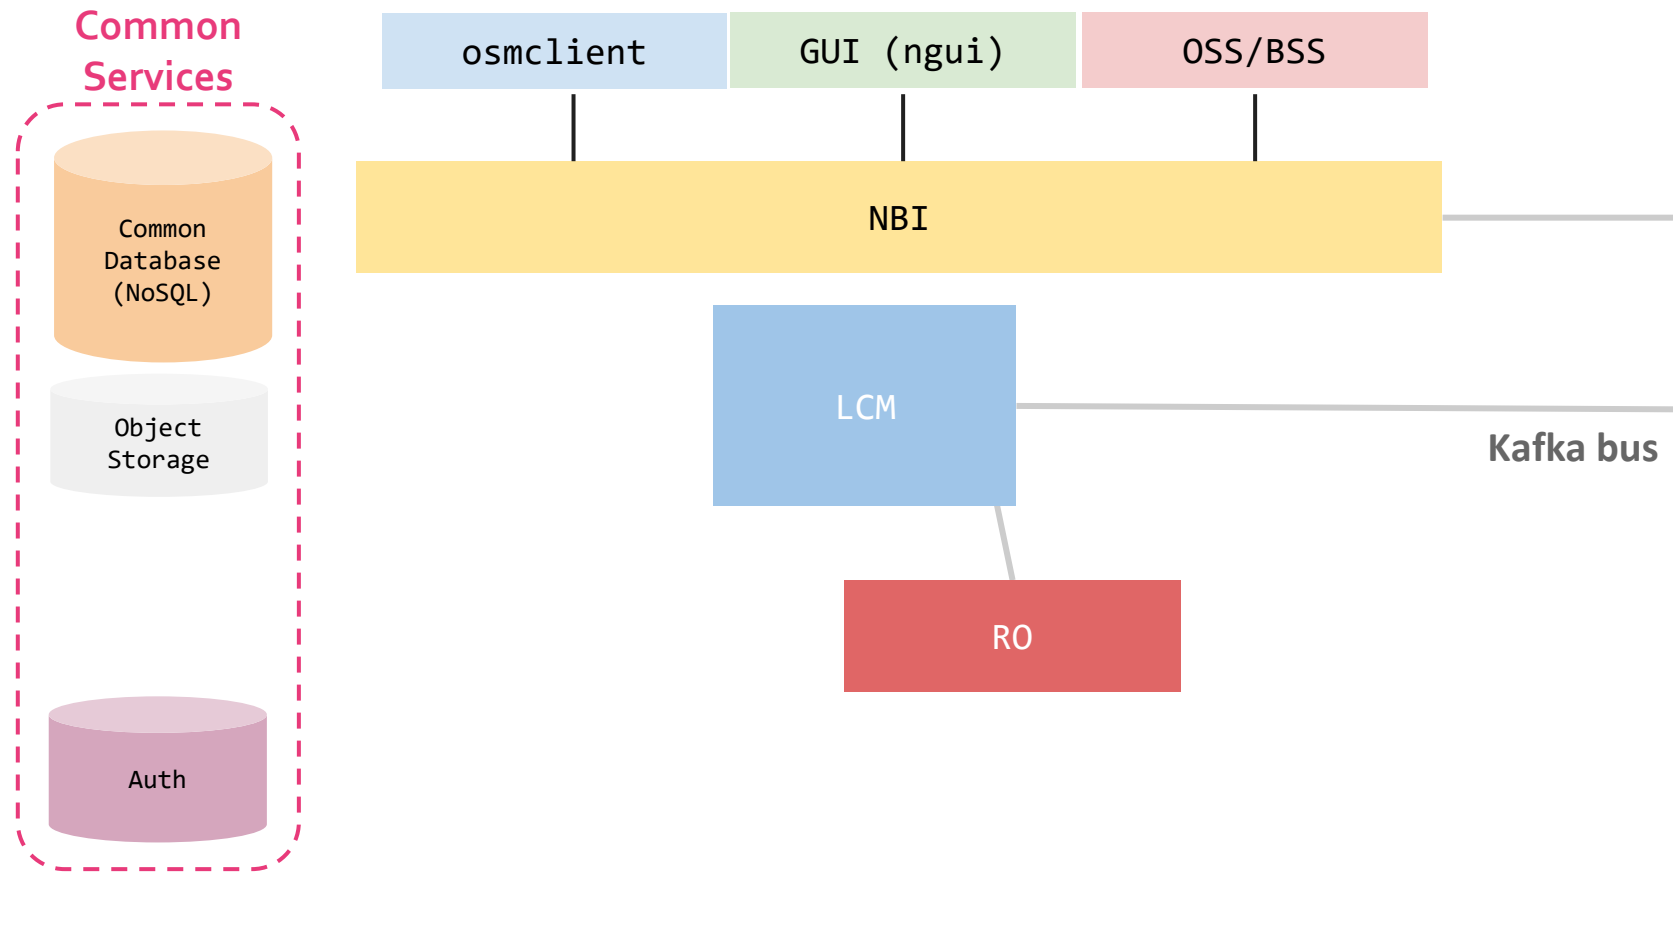 Common
Services
osmclient
GUI (ngui)
OSS/BSS
Common
Database
(NoSQL)
NBI
Object
Storage
LCM
Kafka bus
RO
Auth